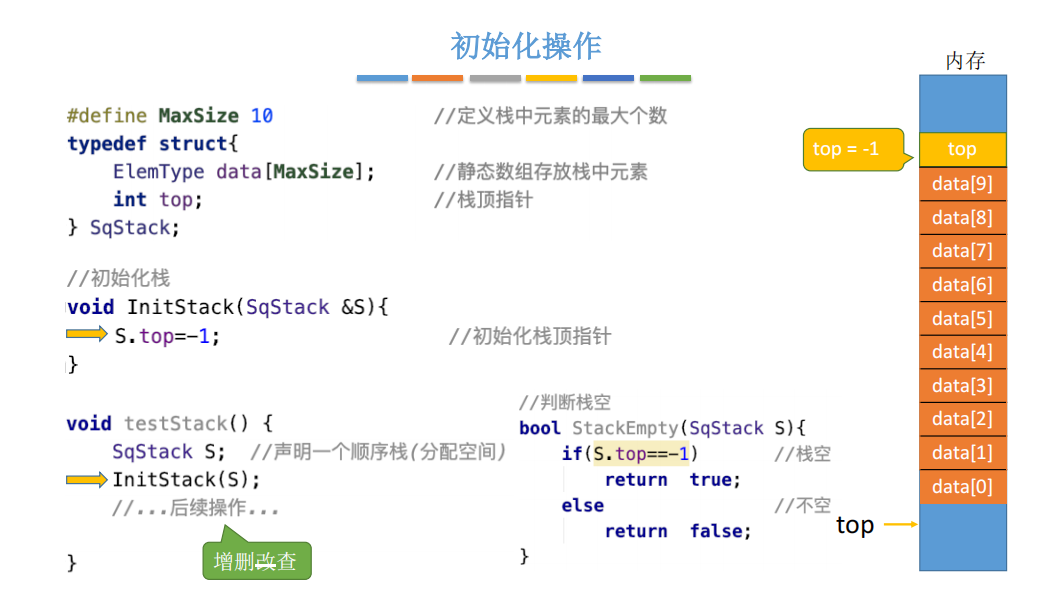 初始化操作
#define MaxSize 10 //定义栈中元素的最大个数
typedef struct{
ElemType data[MaxSize]; //静态数组存放栈中元素
int top; //栈顶指针
} SqStack;
//初始化栈
void InitStack(SqStack &S){
S.top=-1; //初始化栈顶指针
}
void testStack() {
SqStack S; //声明一个顺序栈(分配空间)
InitStack(S);
//...后续操作...
}
增删改查
//判断栈空
bool StackEmpty(SqStack S){
if(S.top==-1) //栈空
return true;
else //不空
return false;
}
内存
top = -1
top
data[9]
data[8]
data[7]
data[6]
data[5]
data[4]
data[3]
data[2]
data[1]
data[0]
top